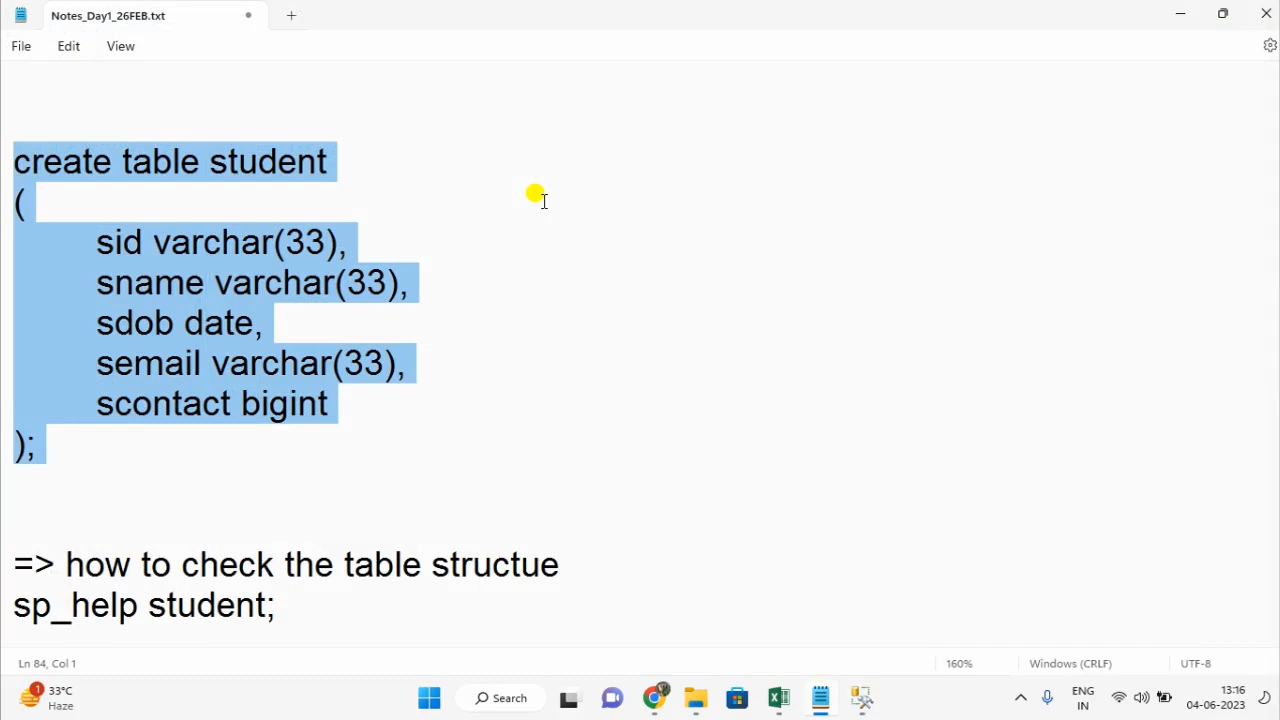 Notes_Day1_26FEB.txt
File Edit View
create table student
(
sid varchar(33),
sname varchar(33),
sdob date,
semail varchar(33),
scontact bigint
);
=> how to check the table structue
sp_help student;
Ln 84, Col 1 160% Windows (CRLF) UTF-8
1 33°C
Haze
Search
ENG
IN
13:16
04-06-2023